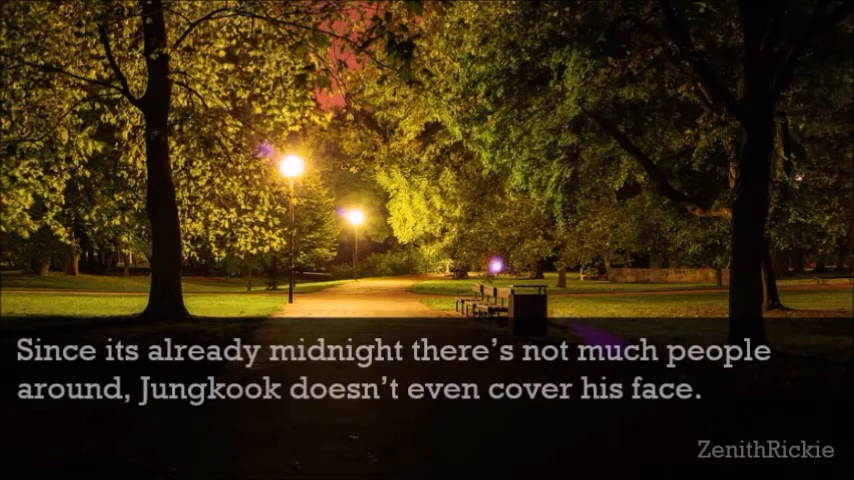 Since its already midnight there's not much people
around, Jungkook doesn't even cover his face.
ZenithRickie